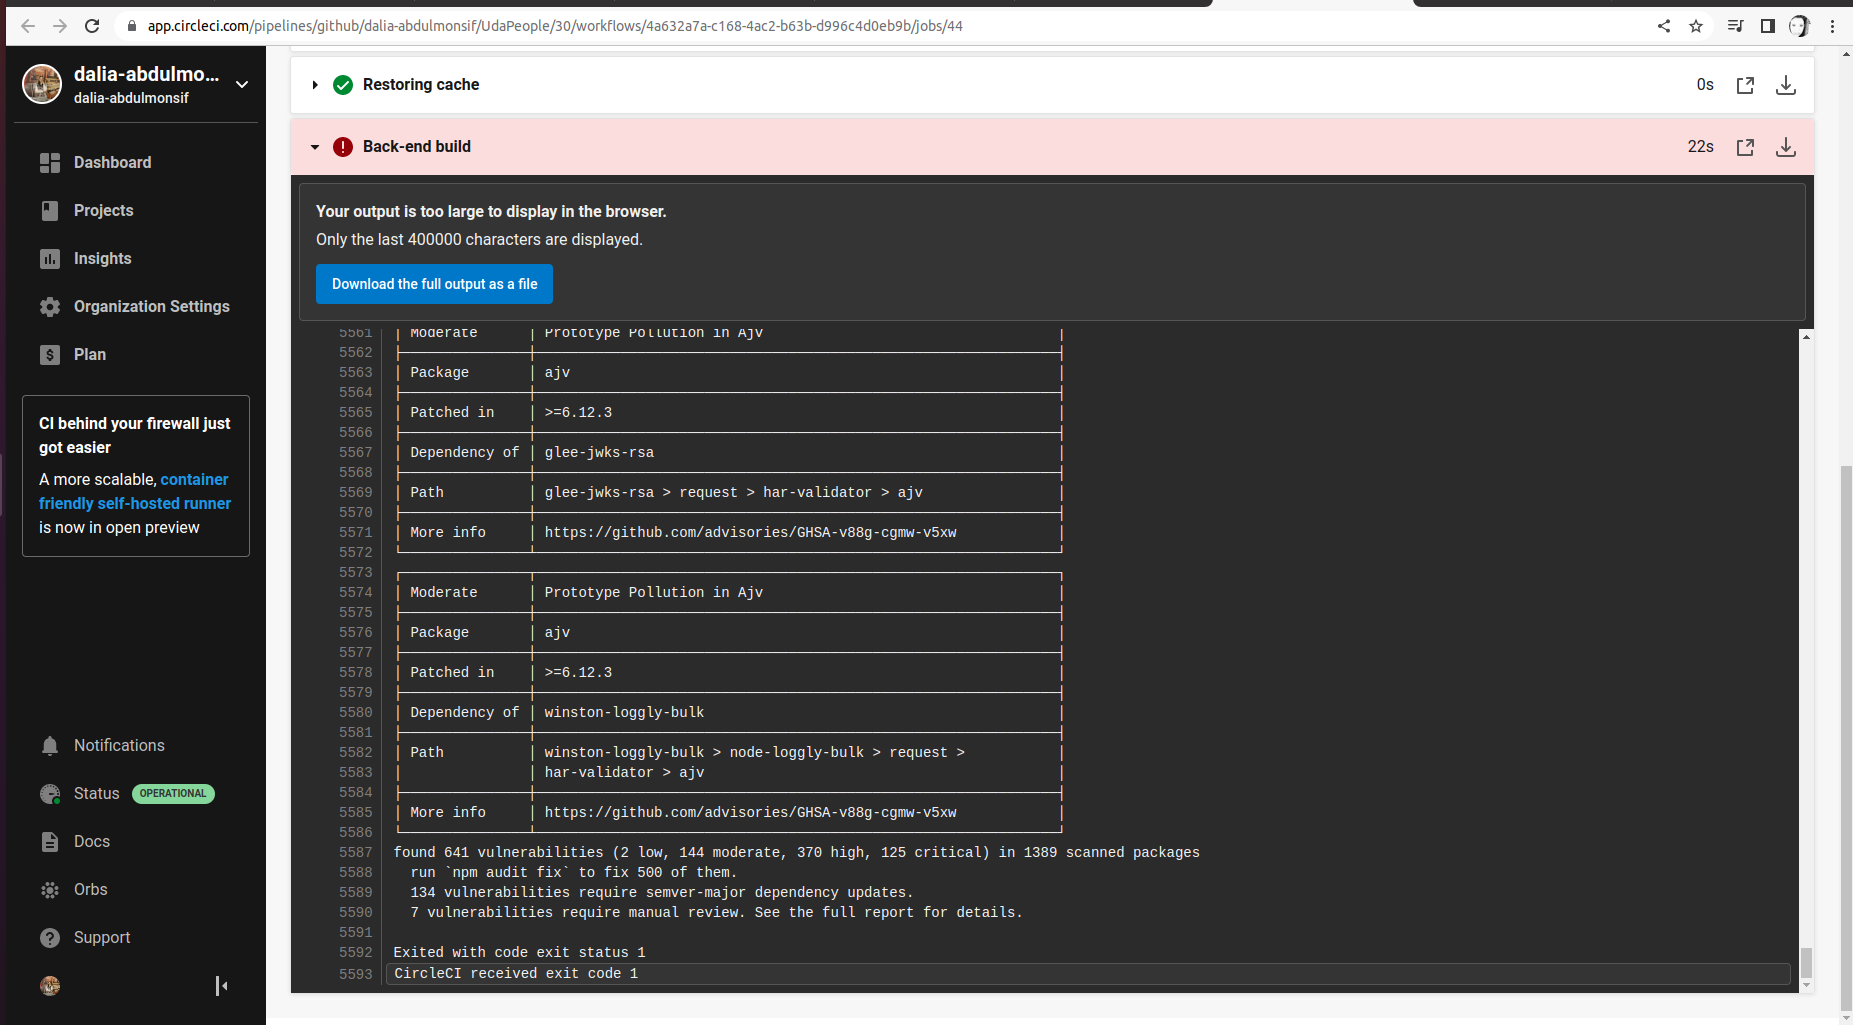 app.circleci.com/pipelines/github/dalia-abdulmonsif/UdaPeople/30/workflows/4a632a7a-c168-4ac2-b63b-d996c4d0eb9b/jobs/44
dalia-abdulmo...
dalia-abdulmonsif
Dashboard
Projects
Insights
Organization Settings
Plan
CI behind your firewall just
got easier
A more scalable, container
friendly self-hosted runner
is now in open preview
Notifications
Status OPERATIONAL
Docs
Orbs
Support
Restoring cache 0s
Back-end build 22s
Your output is too large to display in the browser.
Only the last 400000 characters are displayed.
Download the full output as a file
5561 | Moderate | Prototype Pollution in Ajv |
5562
5563 | Package | ajv |
5564
5565 | Patched in | >=6.12.3 |
5566
5567 | Dependency of | glee-jwks-rsa |
5568
5569 | Path | glee-jwks-rsa > request > har-validator > ajv |
5570
5571 | More info | https://github.com/advisories/GHSA-v88g-cgmw-v5xw |
5572
5573
5574 | Moderate | Prototype Pollution in Ajv |
5575
5576 | Package | ajv |
5577
5578 | Patched in | >=6.12.3 |
5579
5580 | Dependency of | winston-loggly-bulk |
5581
5582 | Path | winston-loggly-bulk > node-loggly-bulk > request > |
5583 | | har-validator > ajv |
5584
5585 | More info | https://github.com/advisories/GHSA-v88g-cgmw-v5xw |
5586
5587 found 641 vulnerabilities (2 low, 144 moderate, 370 high, 125 critical) in 1389 scanned packages
5588 run `npm audit fix` to fix 500 of them.
5589 134 vulnerabilities require semver-major dependency updates.
5590 7 vulnerabilities require manual review. See the full report for details.
5591
5592 Exited with code exit status 1
5593 CircleCI received exit code 1